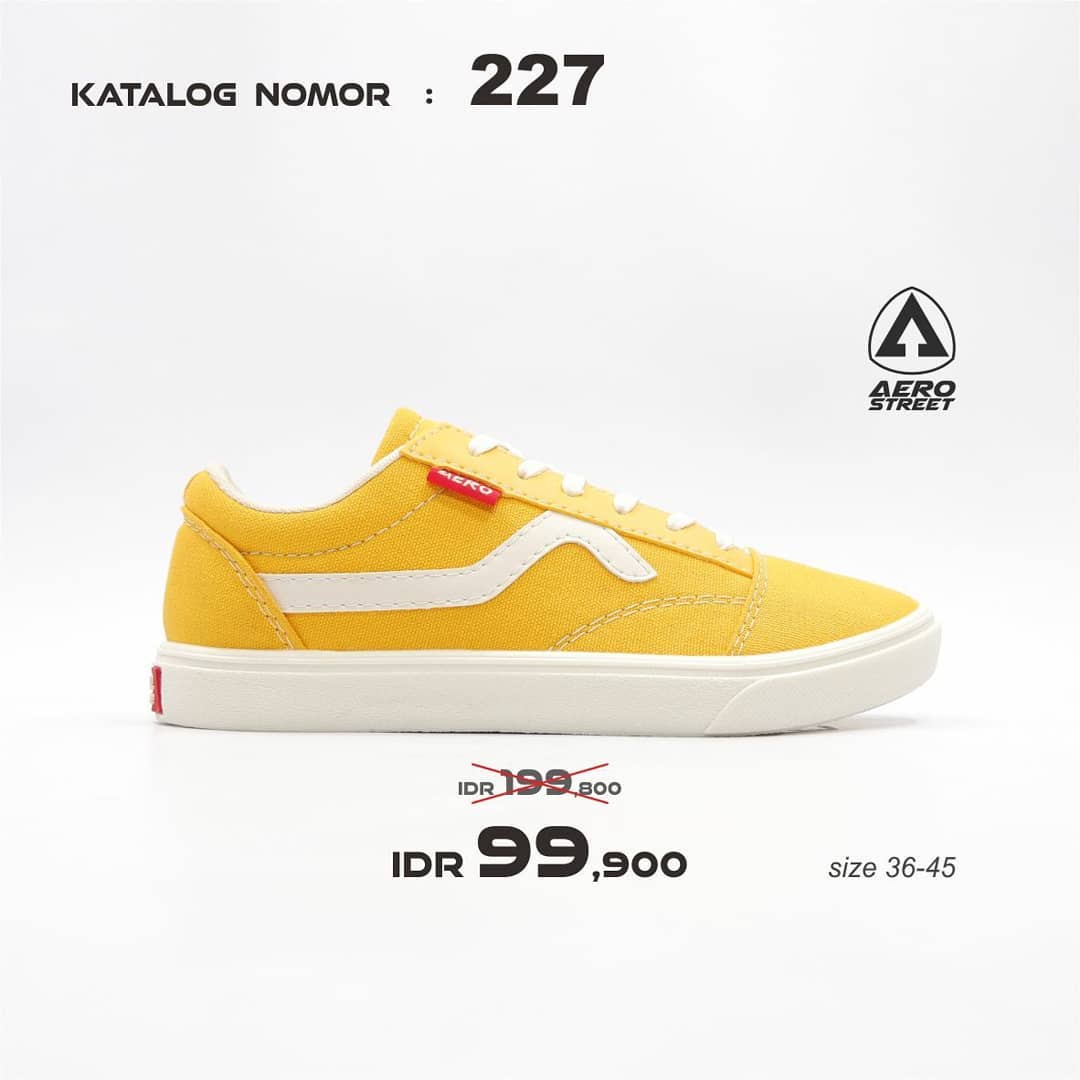 KATALOG NOMOR : 227
AERO
STREET
AERO
IDR 199,800
IDR 99,900
size 36-45